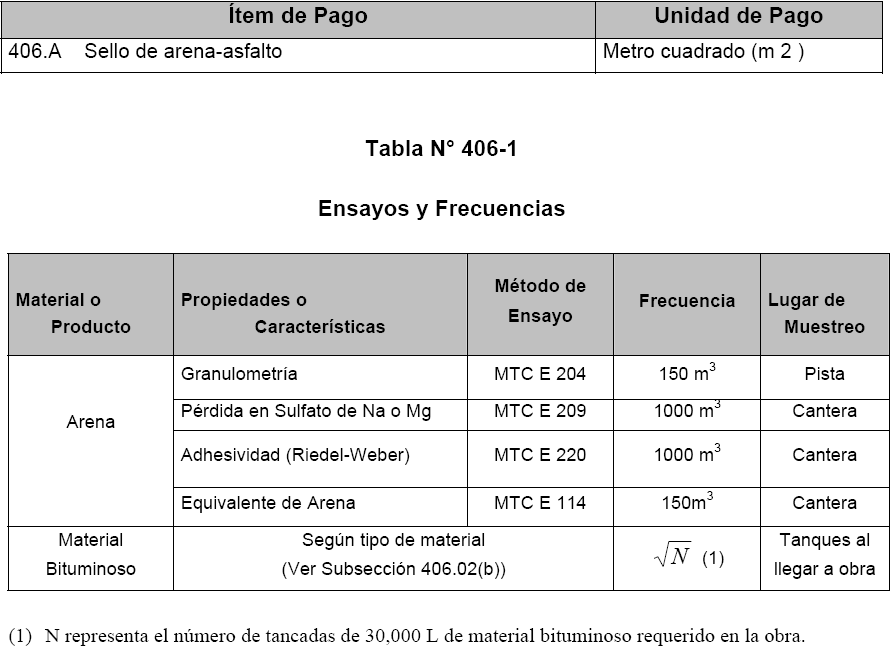 Ítem de Pago Unidad de Pago
406.A Sello de arena-asfalto Metro cuadrado (m 2 )
Tabla N° 406-1
Ensayos y Frecuencias
Material o Producto Propiedades o Características Método de Ensayo Frecuencia Lugar de Muestreo
Arena Granulometría MTC E 204 150 m³ Pista
Pérdida en Sulfato de Na o Mg MTC E 209 1000 m³ Cantera
Adhesividad (Riedel-Weber) MTC E 220 1000 m³ Cantera
Equivalente de Arena MTC E 114 150m³ Cantera
Material Bituminoso Según tipo de material (Ver Subsección 406.02(b)) √N (1) Tanques al llegar a obra
(1) N representa el número de tancadas de 30,000 L de material bituminoso requerido en la obra.